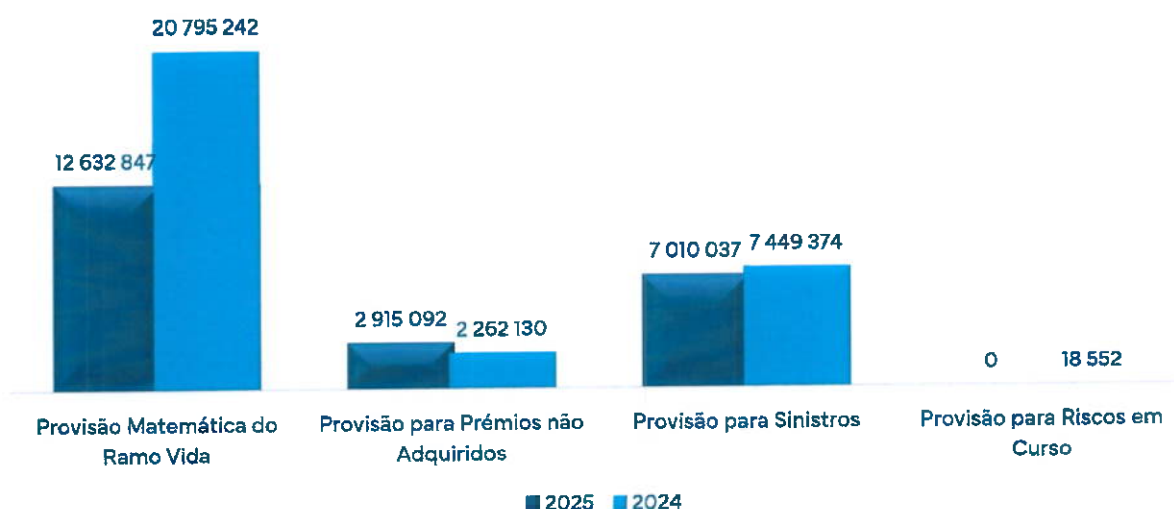 20 795 242
12 632 847
7 010 037 7 449 374
2 915 092 2 262 130
0 18 552
Provisão Matemática do
Ramo Vida
Provisão para Prémios não
Adquiridos
Provisão para Sinistros
Provisão para Riscos em
Curso
2025 2024